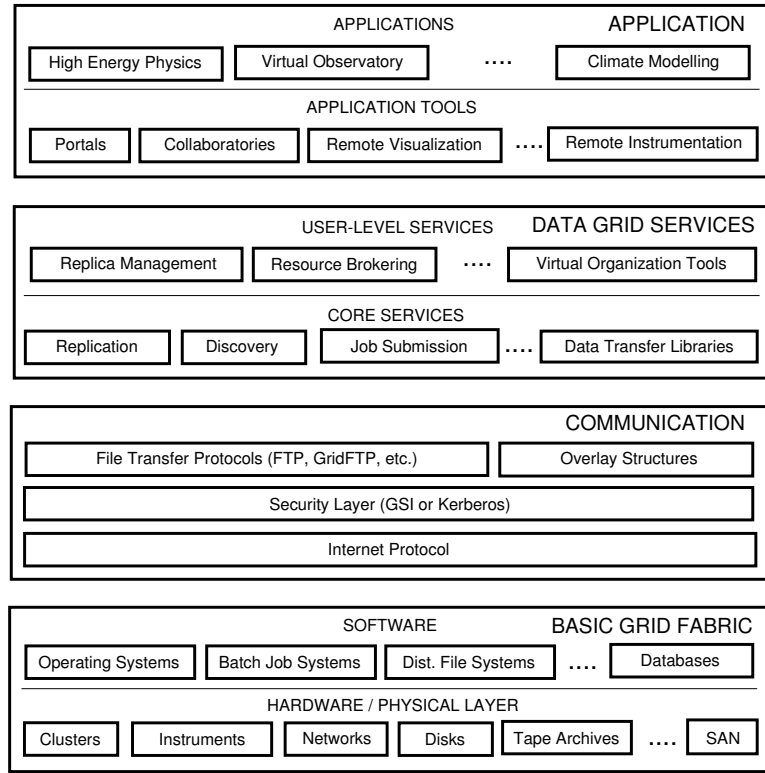 APPLICATIONS APPLICATION
High Energy Physics Virtual Observatory .... Climate Modelling
APPLICATION TOOLS
Portals Collaboratories Remote Visualization .... Remote Instrumentation
USER-LEVEL SERVICES DATA GRID SERVICES
Replica Management Resource Brokering .... Virtual Organization Tools
CORE SERVICES
Replication Discovery Job Submission .... Data Transfer Libraries
COMMUNICATION
File Transfer Protocols (FTP, GridFTP, etc.) Overlay Structures
Security Layer (GSI or Kerberos)
Internet Protocol
SOFTWARE BASIC GRID FABRIC
Operating Systems Batch Job Systems Dist. File Systems .... Databases
HARDWARE / PHYSICAL LAYER
Clusters Instruments Networks Disks Tape Archives .... SAN